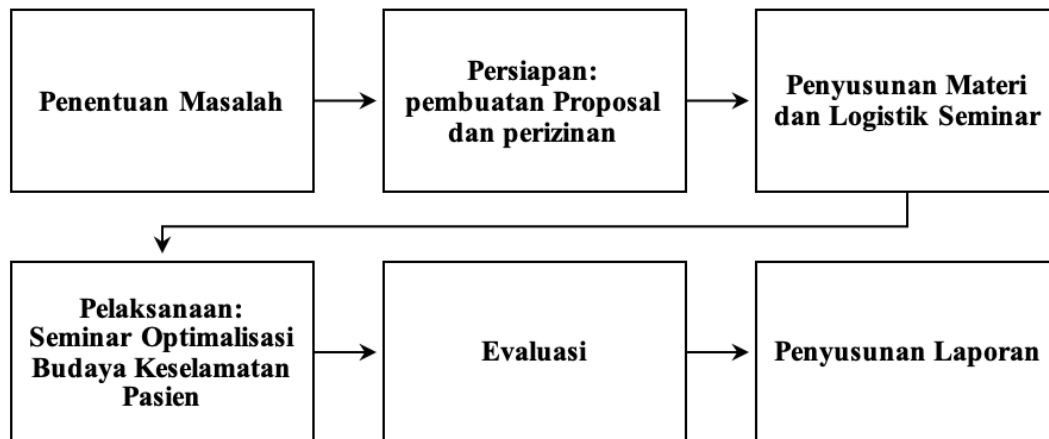 Penentuan Masalah
Persiapan:
pembuatan Proposal
dan perizinan
Penyusunan Materi
dan Logistik Seminar
Pelaksanaan:
Seminar Optimalisasi
Budaya Keselamatan
Pasien
Evaluasi
Penyusunan Laporan